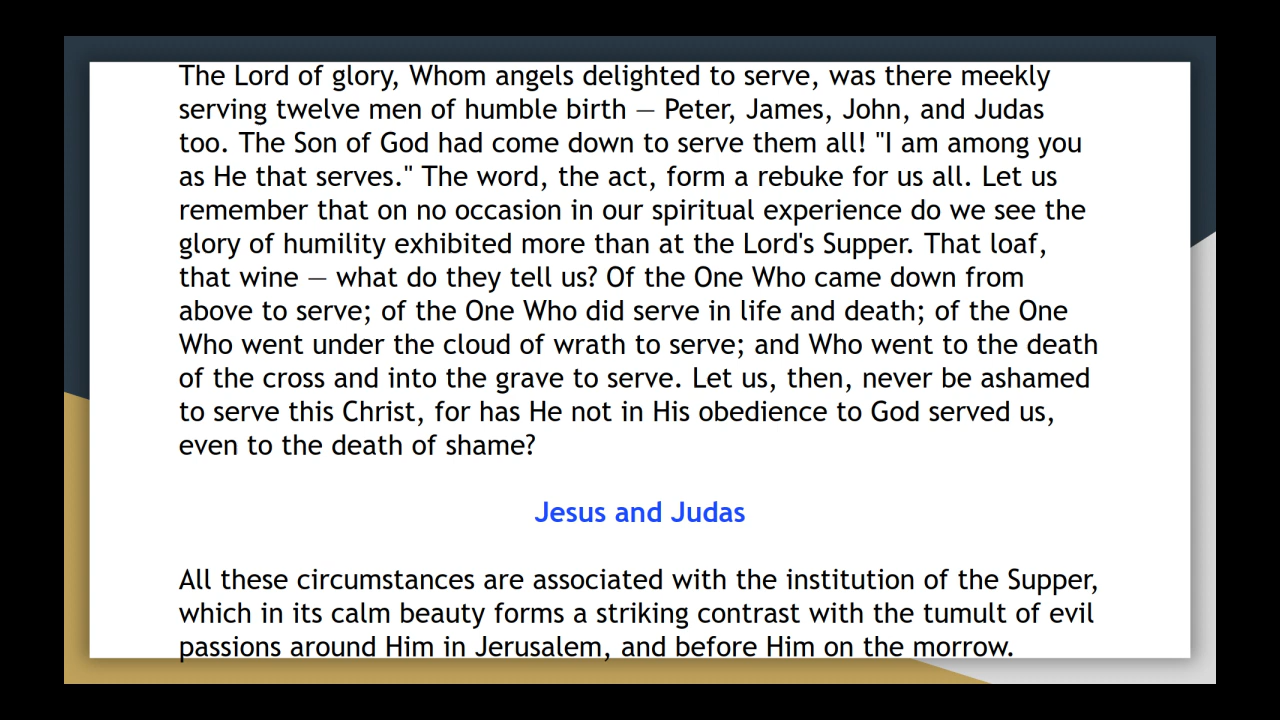 The Lord of glory, Whom angels delighted to serve, was there meekly
serving twelve men of humble birth — Peter, James, John, and Judas
too. The Son of God had come down to serve them all! "I am among you
as He that serves." The word, the act, form a rebuke for us all. Let us
remember that on no occasion in our spiritual experience do we see the
glory of humility exhibited more than at the Lord's Supper. That loaf,
that wine — what do they tell us? Of the One Who came down from
above to serve; of the One Who did serve in life and death; of the One
Who went under the cloud of wrath to serve; and Who went to the death
of the cross and into the grave to serve. Let us, then, never be ashamed
to serve this Christ, for has He not in His obedience to God served us,
even to the death of shame?
Jesus and Judas
All these circumstances are associated with the institution of the Supper,
which in its calm beauty forms a striking contrast with the tumult of evil
passions around Him in Jerusalem, and before Him on the morrow.